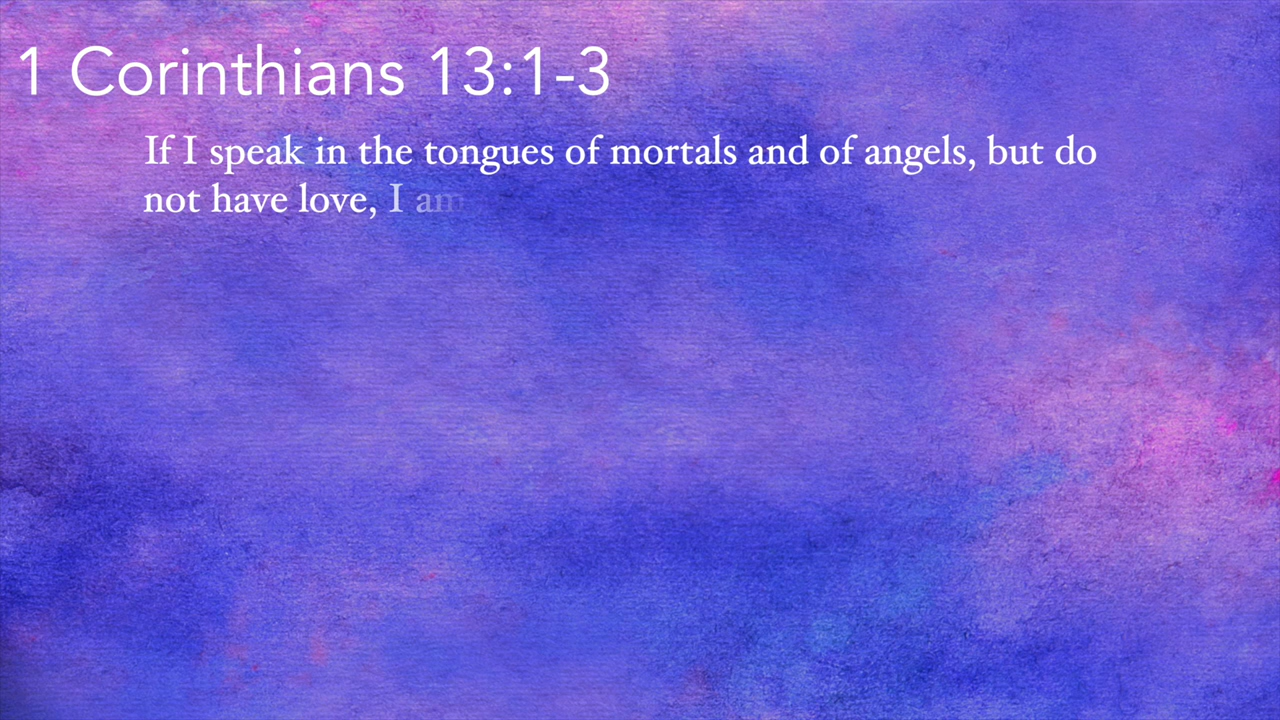 1 Corinthians 13:1-3
If I speak in the tongues of mortals and of angels, but do
not have love, I am